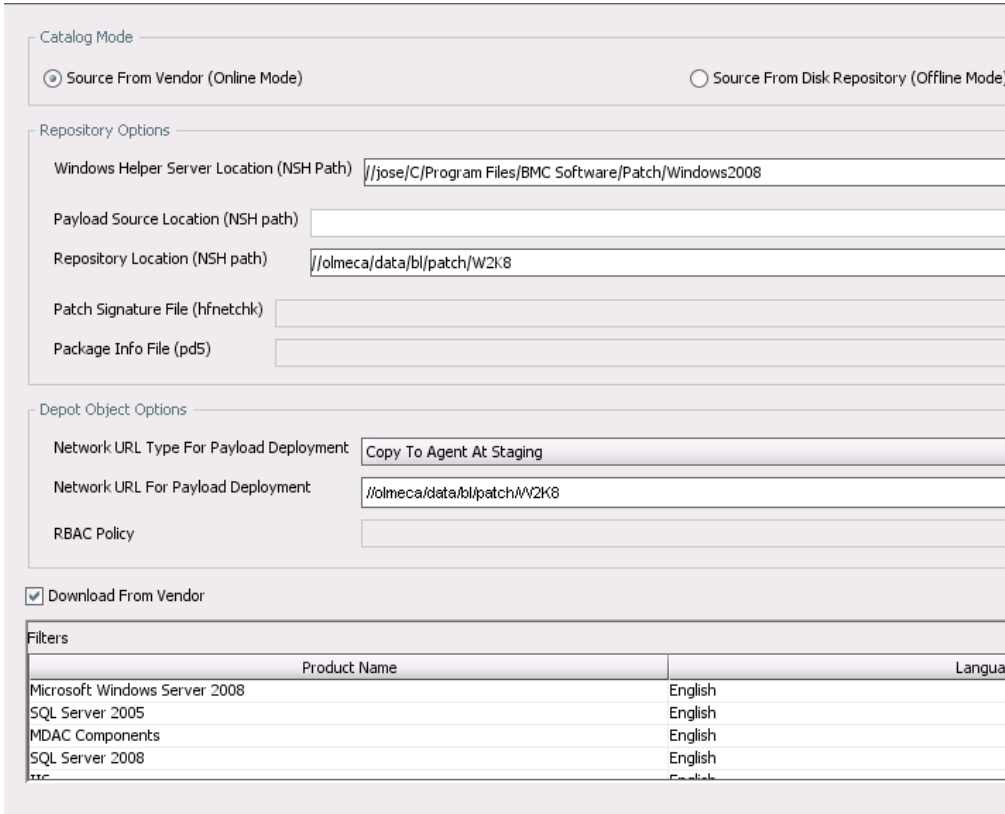 Catalog Mode
Source From Vendor (Online Mode) Source From Disk Repository (Offline Mode)
Repository Options
Windows Helper Server Location (NSH Path) //jose/C/Program Files/BMC Software/Patch/Windows2008
Payload Source Location (NSH path)
Repository Location (NSH path) //olmeca/data/bl/patch/W2K8
Patch Signature File (hfnetchk)
Package Info File (pd5)
Depot Object Options
Network URL Type For Payload Deployment Copy To Agent At Staging
Network URL For Payload Deployment //olmeca/data/bl/patch/W2K8
RBAC Policy
Download From Vendor
Filters
Product Name Langua
Microsoft Windows Server 2008 English
SQL Server 2005 English
MDAC Components English
SQL Server 2008 English
IIS English